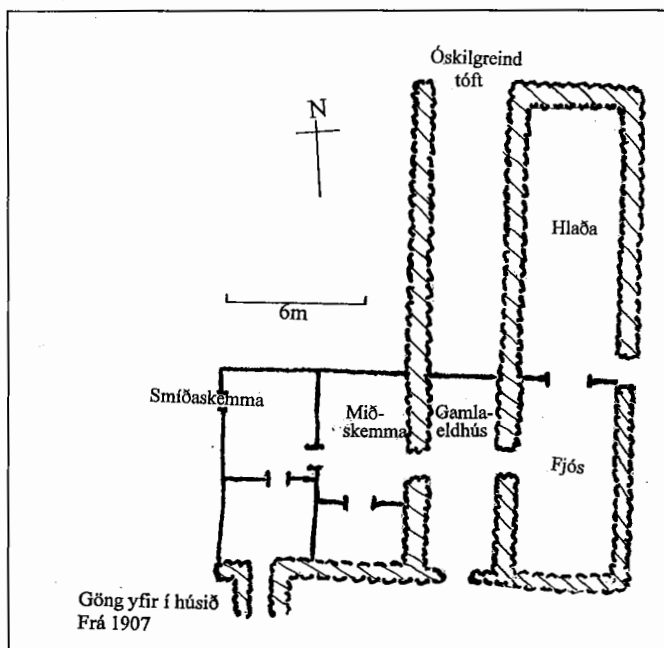 Óskilgreind
tóft
N
Hlaða
6m
Smíðaskemma
Mið-
skemma
Gamla-
eldhús
Fjós
Göng yfir í húsið
Frá 1907